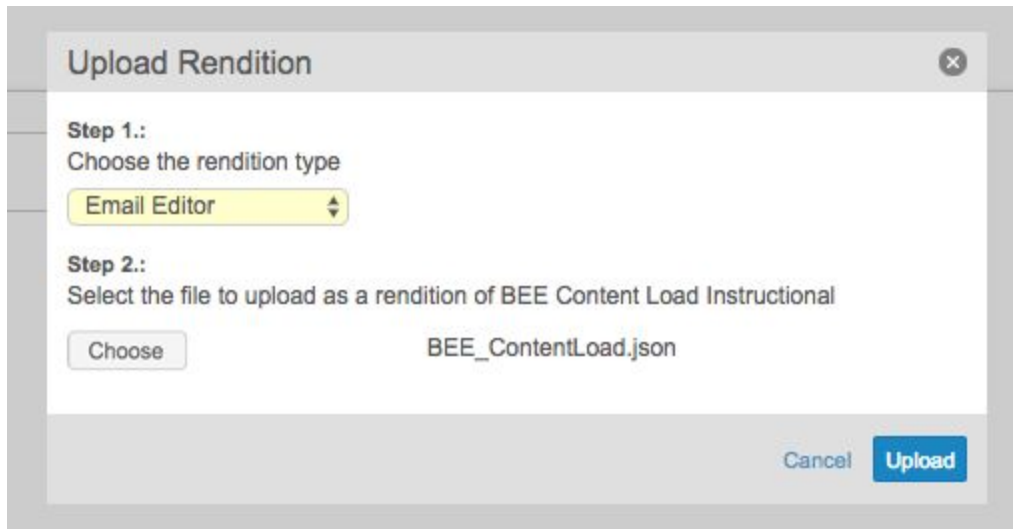 Upload Rendition
Step 1.:
Choose the rendition type
Email Editor
Step 2.:
Select the file to upload as a rendition of BEE Content Load Instructional
Choose
BEE_ContentLoad.json
Cancel
Upload